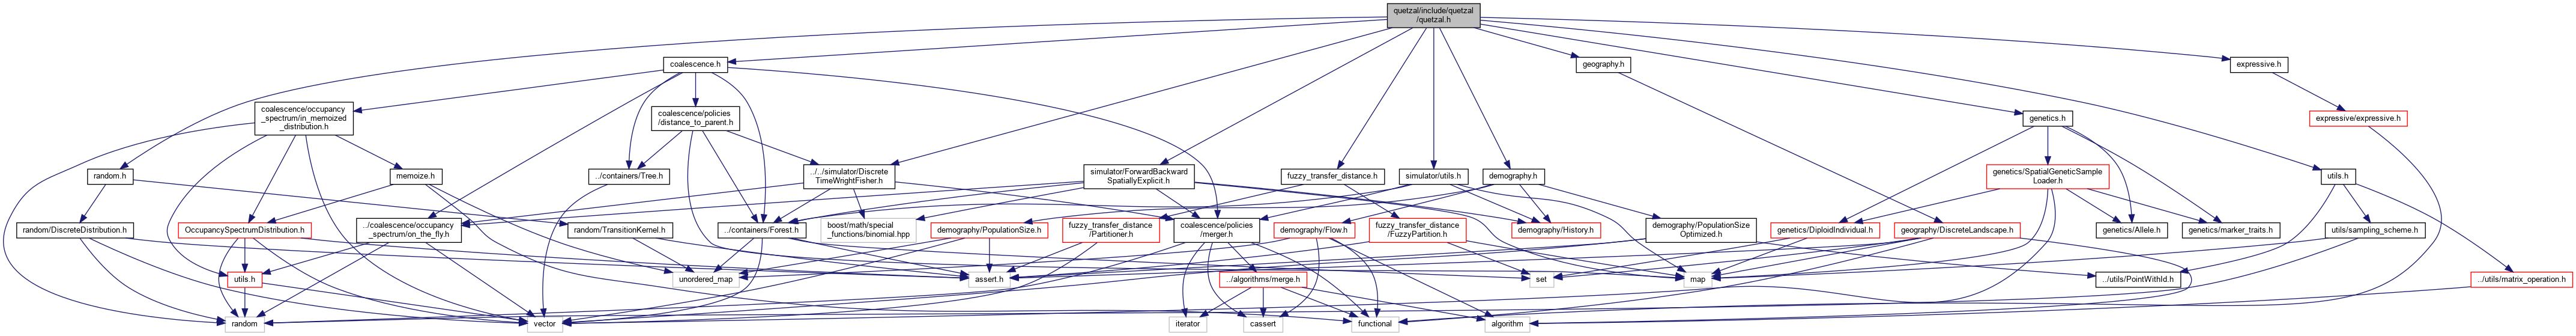 quetzal/include/quetzal
/quetzal.h
coalescence.h
geography.h
expressive.h
coalescence/occupancy
_spectrum/in_memoized
_distribution.h
coalescence/policies
/distance_to_parent.h
genetics.h
expressive/expressive.h
random.h
memoize.h
../containers/Tree.h
../../simulator/Discrete
TimeWrightFisher.h
simulator/ForwardBackward
SpatiallyExplicit.h
fuzzy_transfer_distance.h
simulator/utils.h
demography.h
genetics/SpatialGeneticSample
Loader.h
utils.h
random/DiscreteDistribution.h
OccupancySpectrumDistribution.h
../coalescence/occupancy
_spectrum/on_the_fly.h
random/TransitionKernel.h
../containers/Forest.h
boost/math/special
_functions/binomial.hpp
demography/PopulationSize.h
fuzzy_transfer_distance
/Partitioner.h
coalescence/policies
/merger.h
demography/Flow.h
fuzzy_transfer_distance
/FuzzyPartition.h
demography/History.h
demography/PopulationSize
Optimized.h
genetics/DiploidIndividual.h
geography/DiscreteLandscape.h
genetics/Allele.h
genetics/marker_traits.h
utils/sampling_scheme.h
utils.h
unordered_map
assert.h
../algorithms/merge.h
set
map
../utils/PointWithId.h
../utils/matrix_operation.h
random
vector
iterator
cassert
functional
algorithm